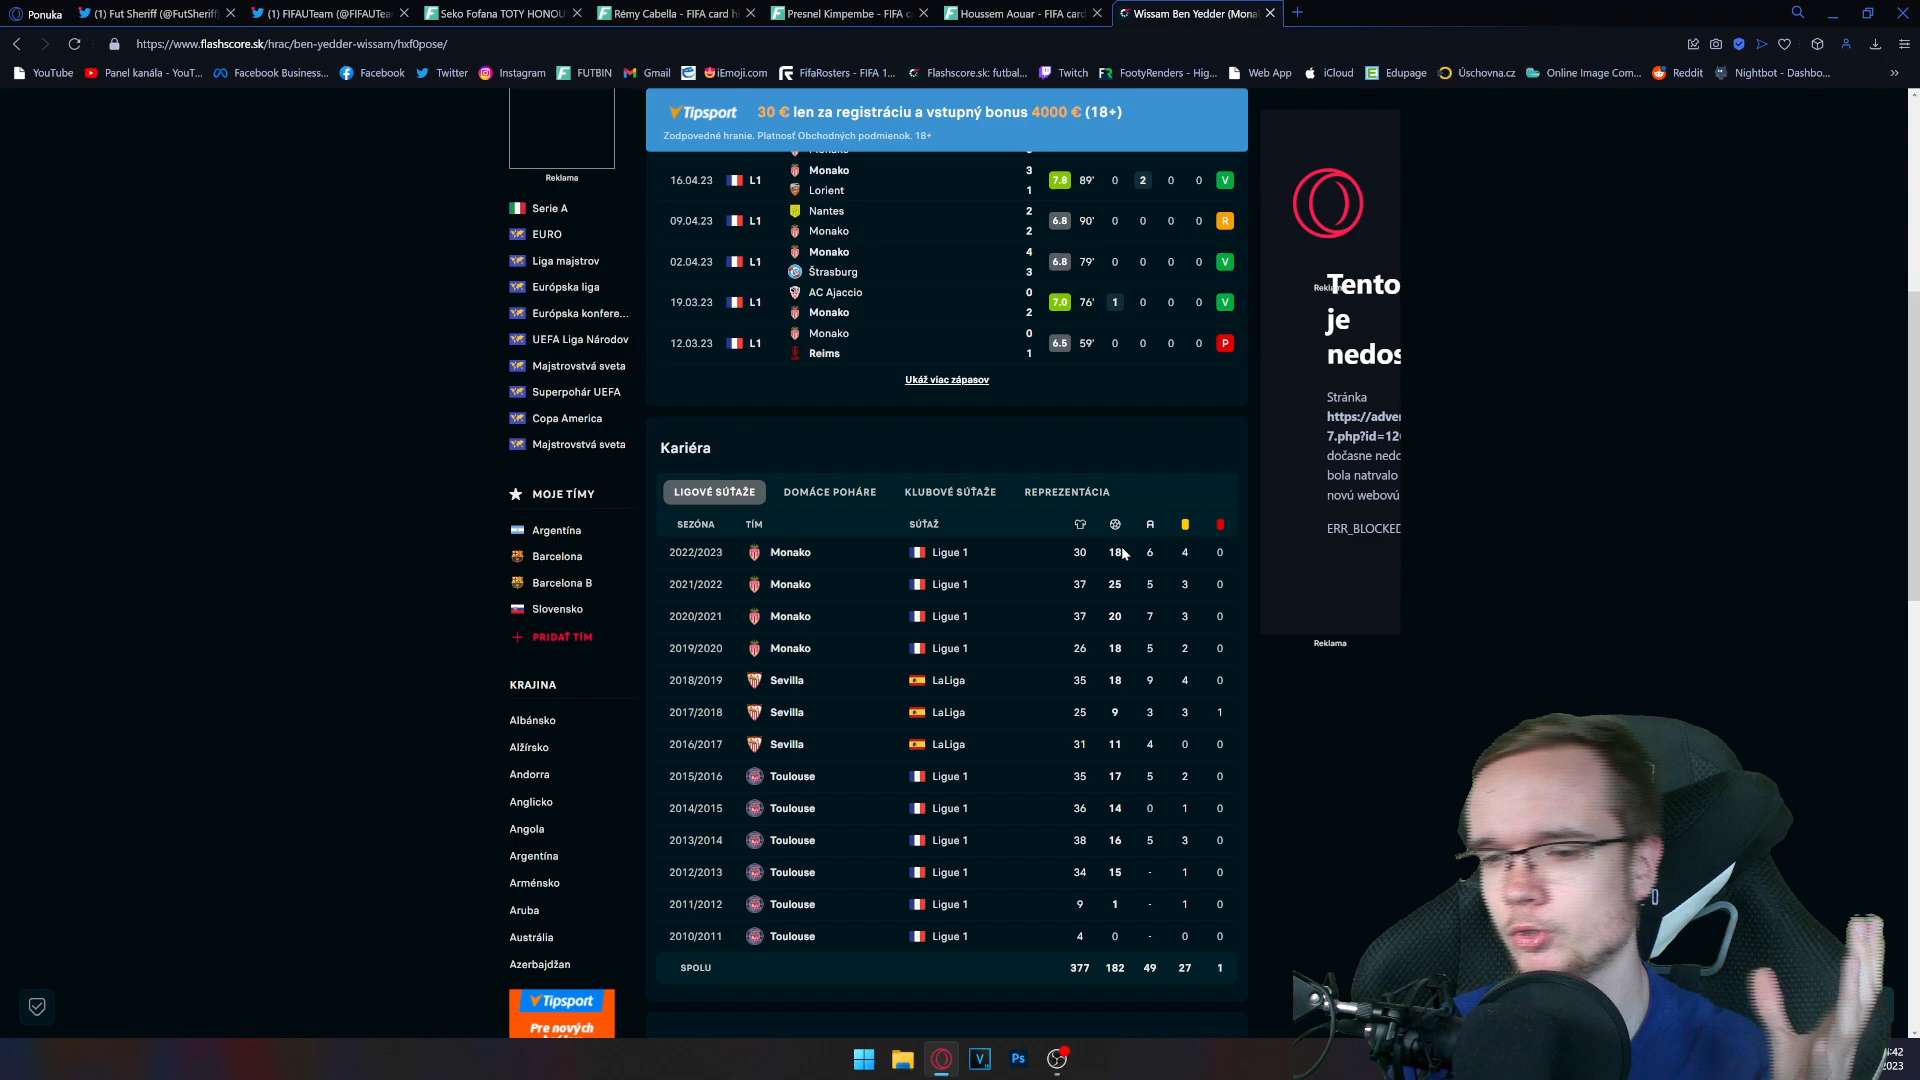 Ponuka
(1) Fut Sheriff (@FutSheriff)
(1) FIFAUTeam (@FIFAUTea
Seko Fofana TOTY HONOU
Rémy Cabella - FIFA card hi
Presnel Kimpembe - FIFA ca
Houssem Aouar - FIFA card
Wissam Ben Yedder (Mona
https://www.flashscore.sk/hrac/ben-yedder-wissam/hxf0pose/
YouTube
Panel kanála - YouT...
Facebook Business...
Facebook
Twitter
Instagram
FUTBIN
Gmail
iEmoji.com
FifaRosters - FIFA 1...
Flashscore.sk: futbal...
Twitch
FootyRenders - Hig...
Web App
iCloud
Edupage
Úschovna.cz
Online Image Com...
Reddit
Nightbot - Dashbo...
Tipsport 30 € len za registráciu a vstupný bonus 4000 € (18+)
Zodpovedné hranie. Platnosť Obchodných podmienok. 18+
Reklama
Serie A
EURO
Liga majstrov
Európska liga
Európska konfere...
UEFA Liga Národov
Majstrovstvá sveta
Superpohár UEFA
Copa America
Majstrovstvá sveta
MOJE TÍMY
Argentína
Barcelona
Barcelona B
Slovensko
PRIDAŤ TÍM
KRAJINA
Albánsko
Alžírsko
Andorra
Anglicko
Angola
Argentína
Arménsko
Aruba
Austrália
Azerbajdžan
Tipsport
Pre nových
16.04.23 L1 Monako 3 7.8 89' 0 2 0 0 V
Lorient 1
09.04.23 L1 Nantes 2 6.8 90' 0 0 0 0 R
Monako 2
02.04.23 L1 Monako 4 6.8 79' 0 0 0 0 V
Štrasburg 3
19.03.23 L1 AC Ajaccio 0 7.0 76' 1 0 0 0 V
Monako 2
12.03.23 L1 Monako 0 6.5 59' 0 0 0 0 P
Reims 1
Ukáž viac zápasov
Kariéra
LIGOVÉ SÚŤAŽE DOMÁCE POHÁRE KLUBOVÉ SÚŤAŽE REPREZENTÁCIA
SEZÓNA TÍM SÚŤAŽ A
2022/2023 Monako Ligue 1 30 18 6 4 0
2021/2022 Monako Ligue 1 37 25 5 3 0
2020/2021 Monako Ligue 1 37 20 7 3 0
2019/2020 Monako Ligue 1 26 18 5 2 0
2018/2019 Sevilla LaLiga 35 18 9 4 0
2017/2018 Sevilla LaLiga 25 9 3 3 1
2016/2017 Sevilla LaLiga 31 11 4 0 0
2015/2016 Toulouse Ligue 1 35 17 5 2 0
2014/2015 Toulouse Ligue 1 36 14 0 1 0
2013/2014 Toulouse Ligue 1 38 16 5 3 0
2012/2013 Toulouse Ligue 1 34 15 - 1 0
2011/2012 Toulouse Ligue 1 9 1 - 1 0
2010/2011 Toulouse Ligue 1 4 0 - 0 0
SPOLU 377 182 49 27 1
Tento
je
nedos
Stránka
https://adve
7.php?id=12
dočasne nedo
bola natrvalo
novú webovú
ERR_BLOCKED
Reklama
V
Ps
:42
2023